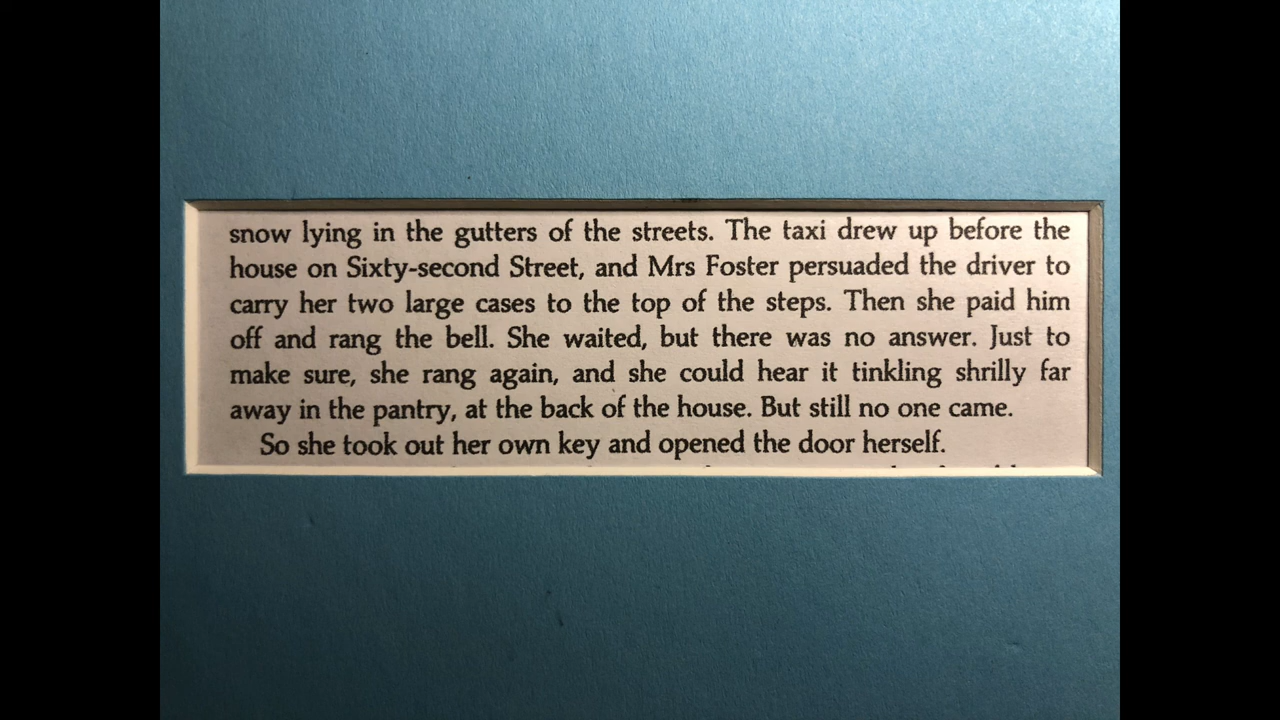 snow lying in the gutters of the streets. The taxi drew up before the
house on Sixty-second Street, and Mrs Foster persuaded the driver to
carry her two large cases to the top of the steps. Then she paid him
off and rang the bell. She waited, but there was no answer. Just to
make sure, she rang again, and she could hear it tinkling shrilly far
away in the pantry, at the back of the house. But still no one came.
So she took out her own key and opened the door herself.